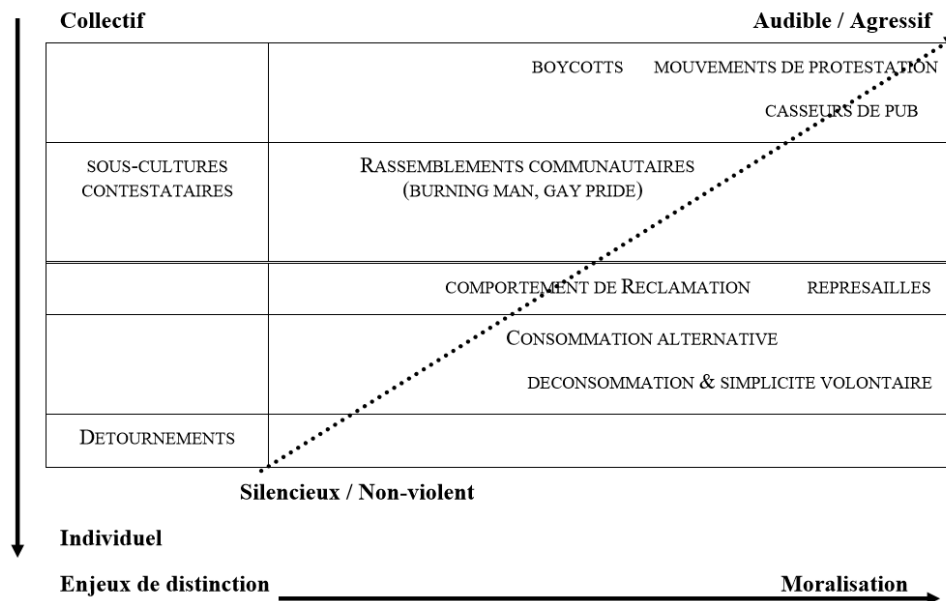 Collectif Audible / Agressif
BOYCOTTS MOUVEMENTS DE PROTESTATION
CASSEURS DE PUB
SOUS-CULTURES CONTESTATAIRES
RASSEMBLEMENTS COMMUNAUTAIRES
(BURNING MAN, GAY PRIDE)
COMPORTEMENT DE RECLAMATION REPRESAILLES
CONSOMMATION ALTERNATIVE
DECONSOMMATION & SIMPLICITE VOLONTAIRE
DETOURNEMENTS
Silencieux / Non-violent
Individuel
Enjeux de distinction Moralisation